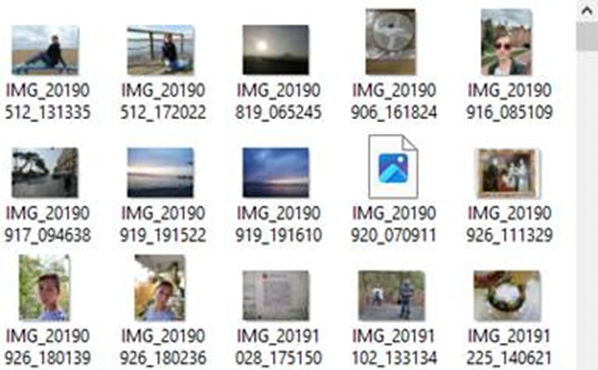 IMG_20190
512_131335
IMG_20190
512_172022
IMG_20190
819_065245
IMG_20190
906_161824
IMG_20190
916_085109
IMG_20190
917_094638
IMG_20190
919_191522
IMG_20190
919_191610
IMG_20190
920_070911
IMG_20190
926_111329
IMG_20190
926_180139
IMG_20190
926_180236
IMG_20191
028_175150
IMG_20191
102_133134
IMG_20191
225_140621